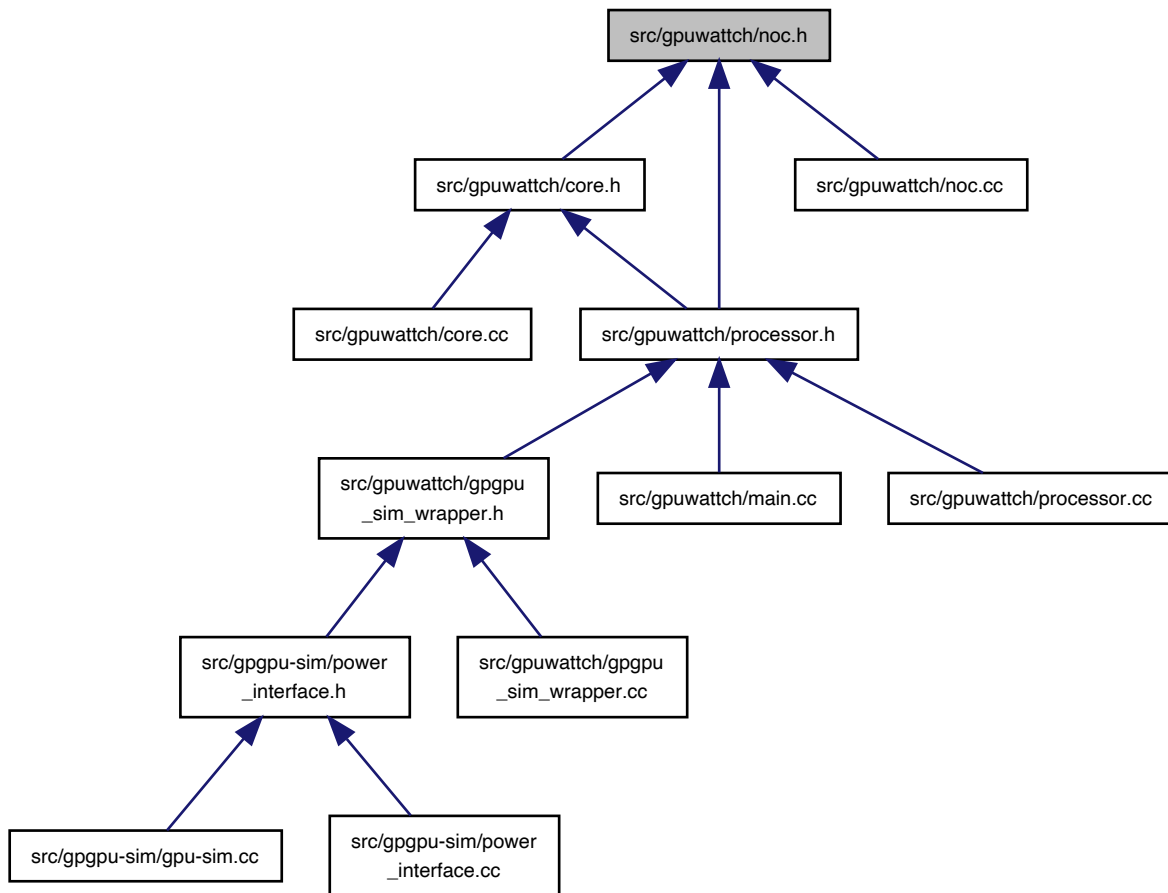 src/gpuwattch/noc.h
src/gpuwattch/core.h
src/gpuwattch/noc.cc
src/gpuwattch/core.cc
src/gpuwattch/processor.h
src/gpuwattch/gpgpu
_sim_wrapper.h
src/gpuwattch/main.cc
src/gpuwattch/processor.cc
src/gpgpu-sim/power
_interface.h
src/gpuwattch/gpgpu
_sim_wrapper.cc
src/gpgpu-sim/gpu-sim.cc
src/gpgpu-sim/power
_interface.cc